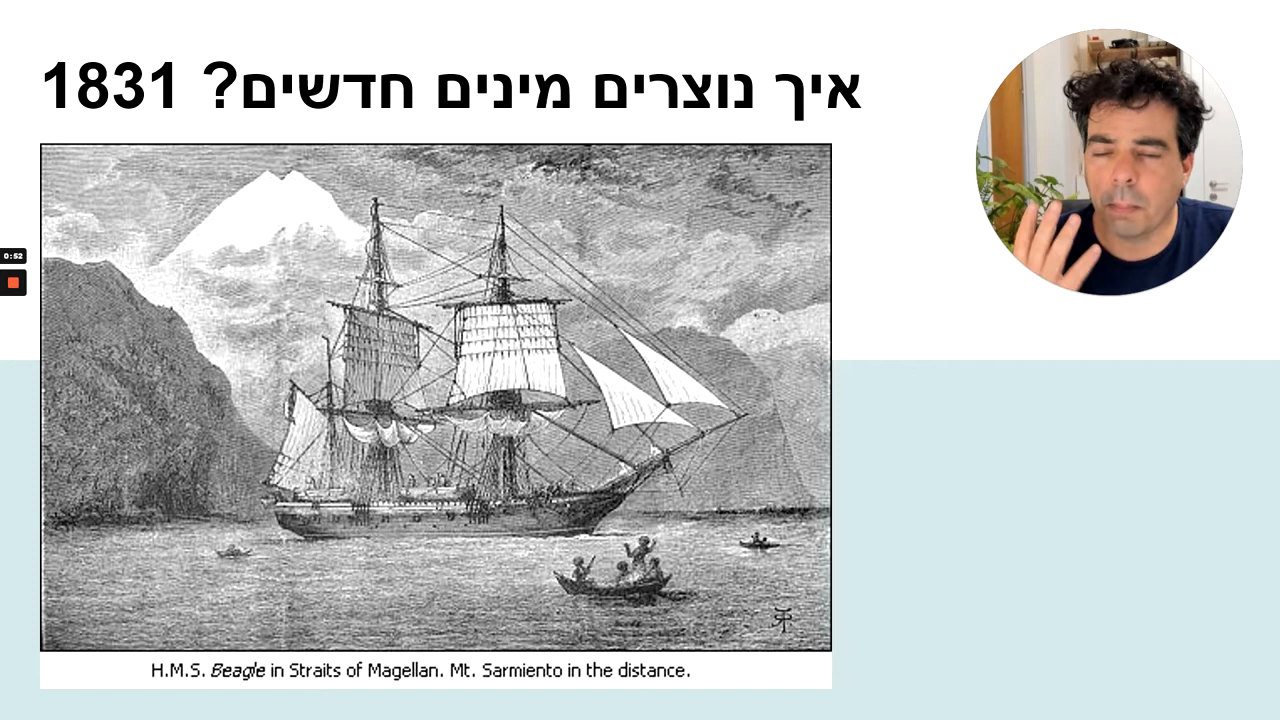 איך נוצרים מינים חדשים? 1831
0:52
H.M.S. Beagle in Straits of Magellan. Mt. Sarmiento in the distance.